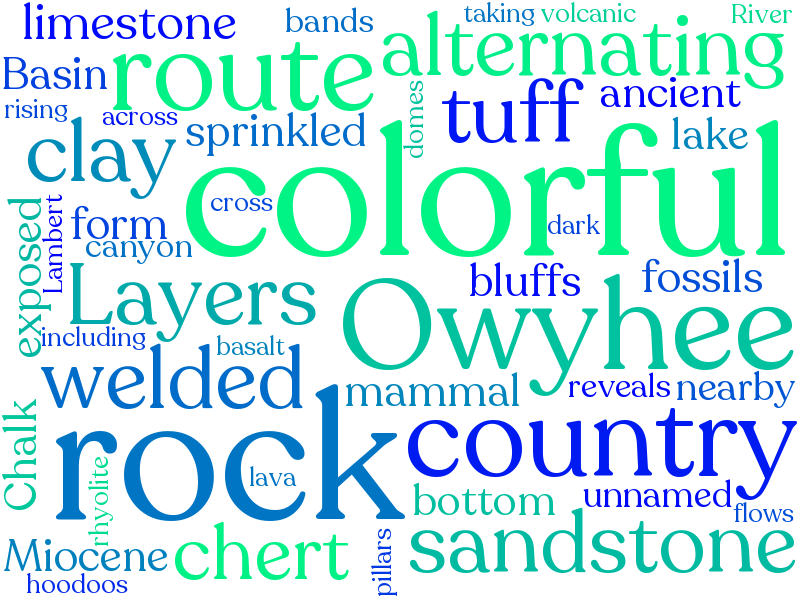 limestone
bands
taking
volcanic
River
route
alternating
Basin
rising
across
sprinkled
domes
tuff
ancient
lake
clay
colorful
cross
dark
exposed
Lambert
form
canyon
Layers
bluffs
fossils
Owyhee
including
basalt
welded
mammal
reveals
nearby
Chalk
rock
country
rhyolite
lava
bottom
unnamed
flows
Miocene
chert
pillars
sandstone
hoodoos